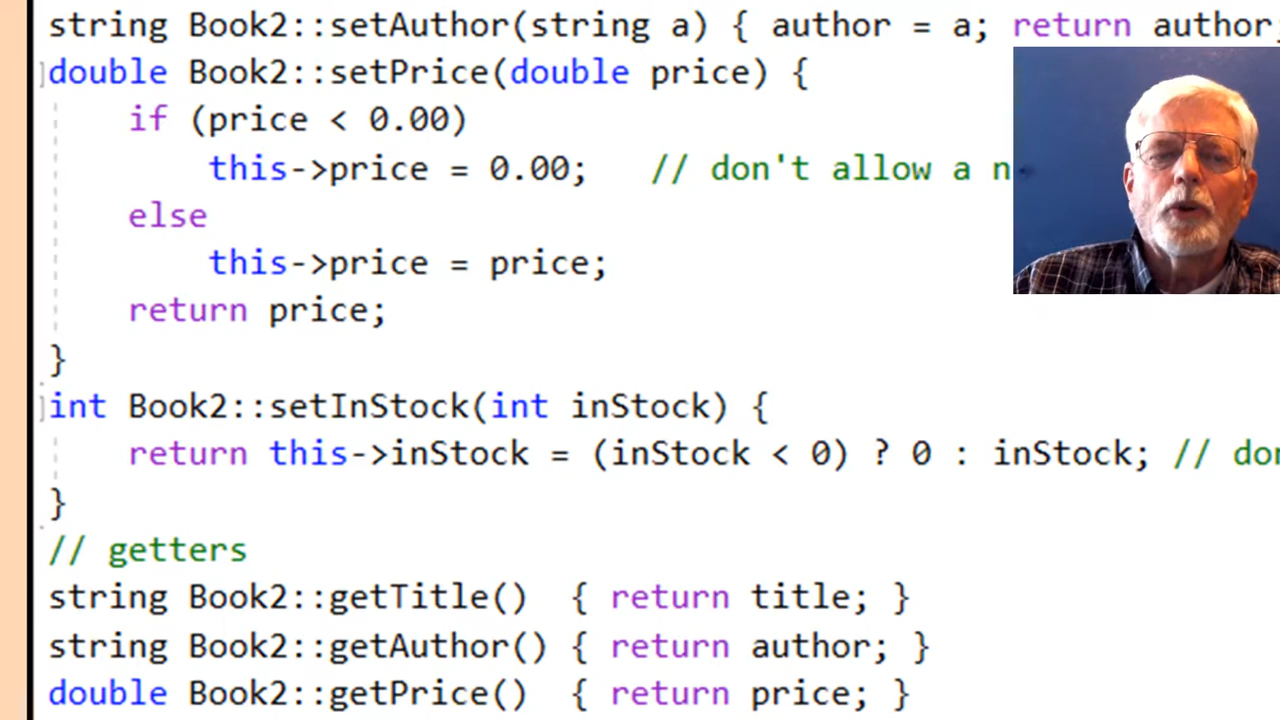 string Book2::setAuthor(string a) { author = a; return author;
double Book2::setPrice(double price) {
if (price < 0.00)
this->price = 0.00; // don't allow a
else
this->price = price;
return price;
}
int Book2::setInStock(int inStock) {
return this->inStock = (inStock < 0) ? 0 : inStock; //
}
// getters
string Book2::getTitle() { return title; }
string Book2::getAuthor() { return author; }
double Book2::getPrice() { return price; }